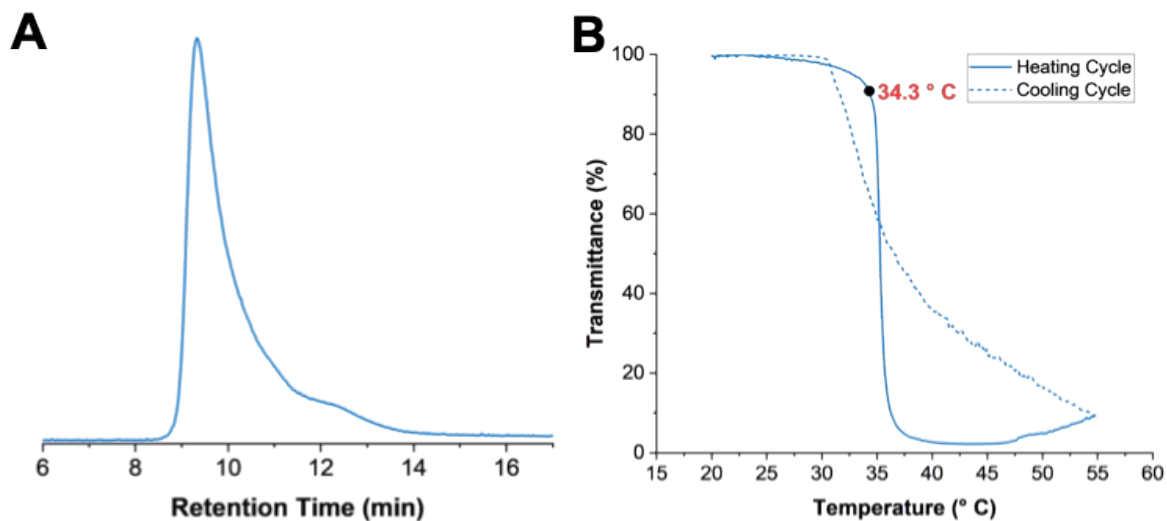 A
6 8 10 12 14 16
Retention Time (min)
B
100
80
60
40
20
0
Transmittance (%)
Heating Cycle
Cooling Cycle
34.3 ° C
15 20 25 30 35 40 45 50 55 60
Temperature (° C)